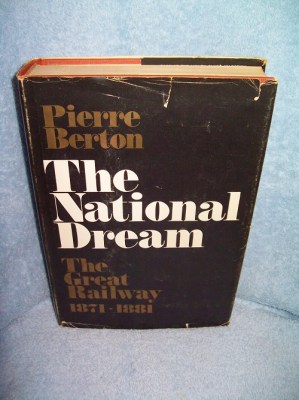 Pierre
Berton
The
National
Dream
The
Great
Railway
1871-1881